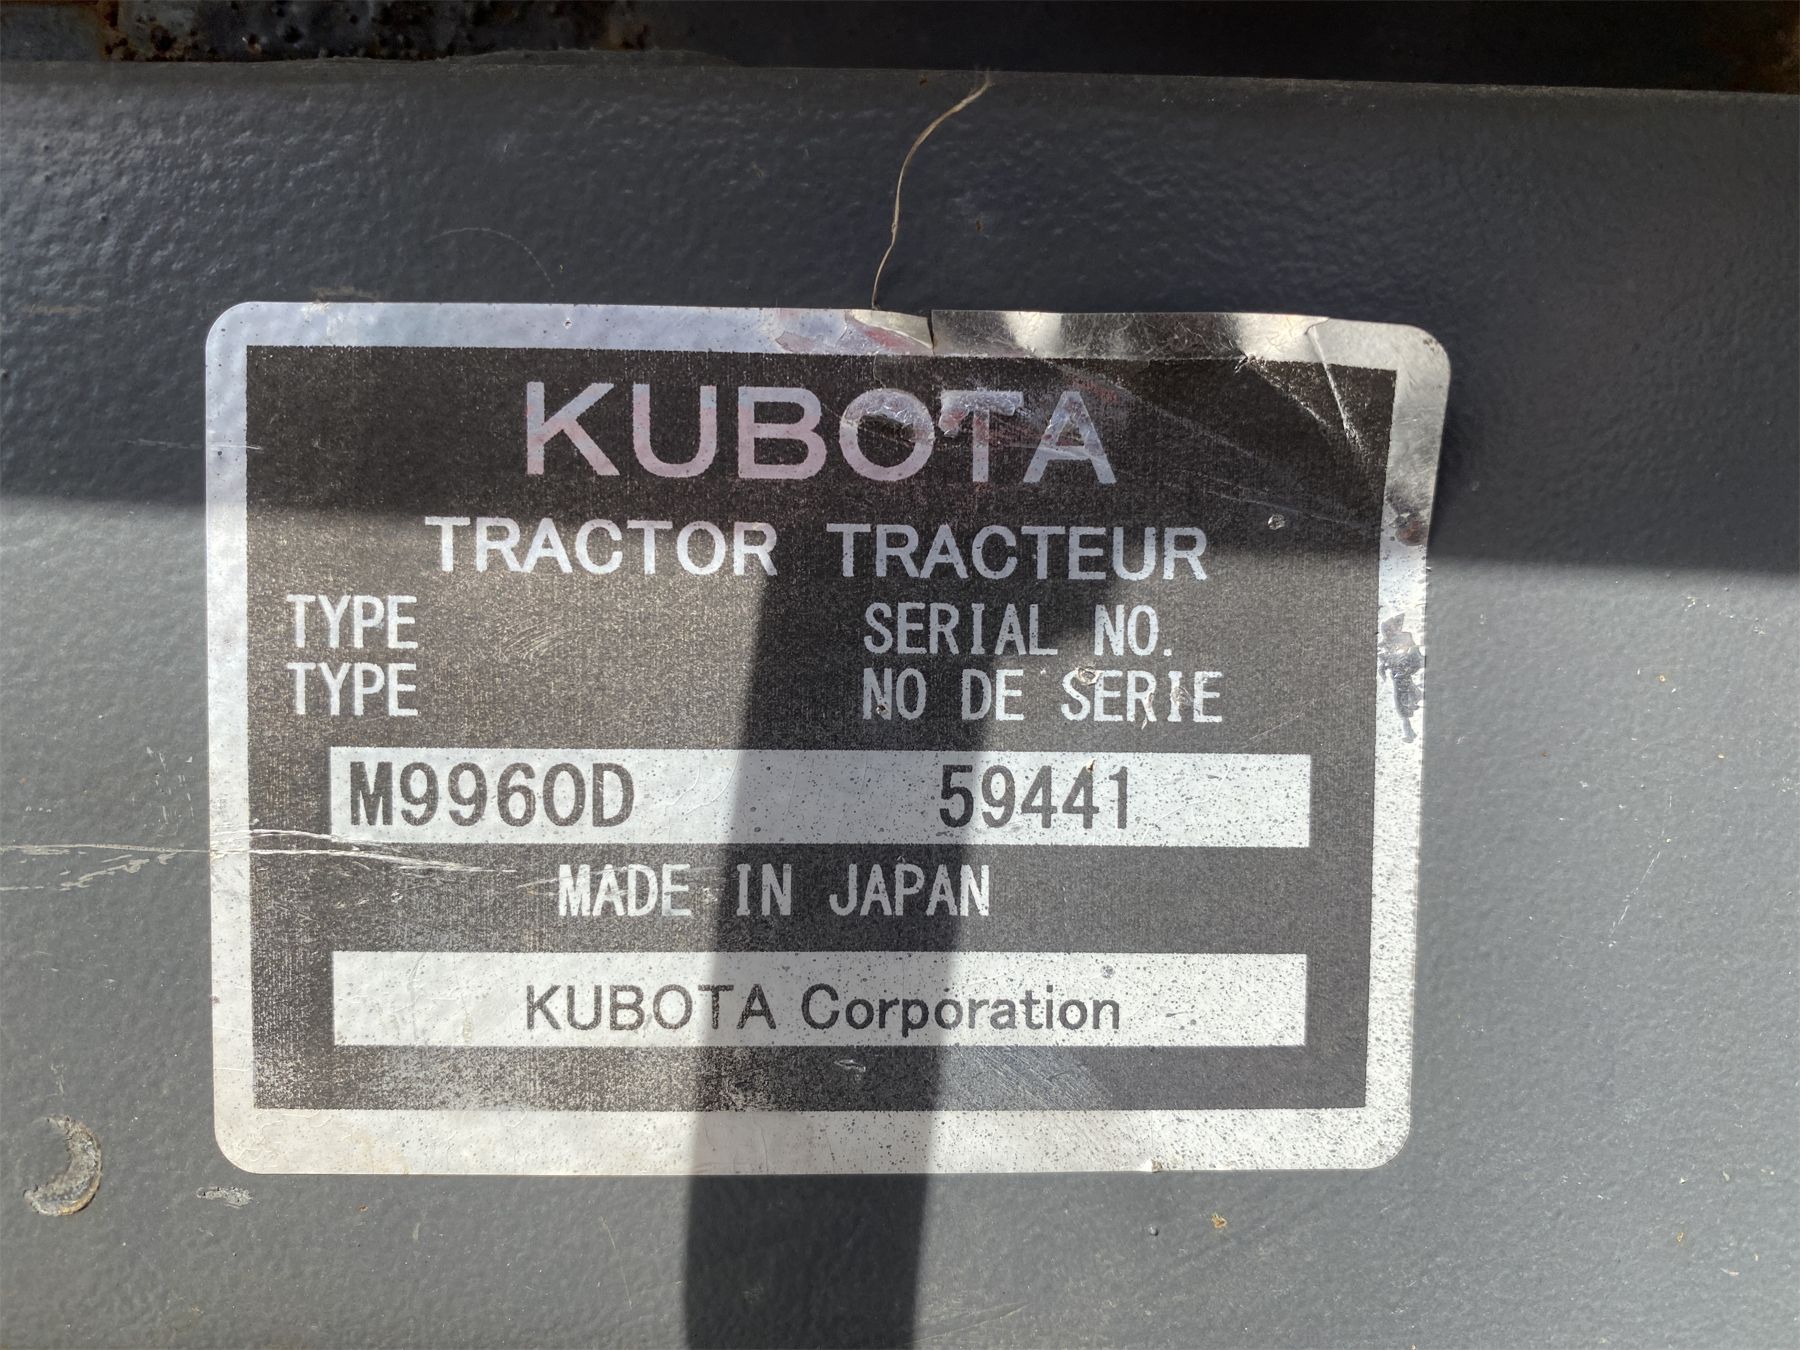 KUBOTA
TRACTOR TRACTEUR
TYPE SERIAL NO.
TYPE NO DE SERIE
M9960D 59441
MADE IN JAPAN
KUBOTA Corporation